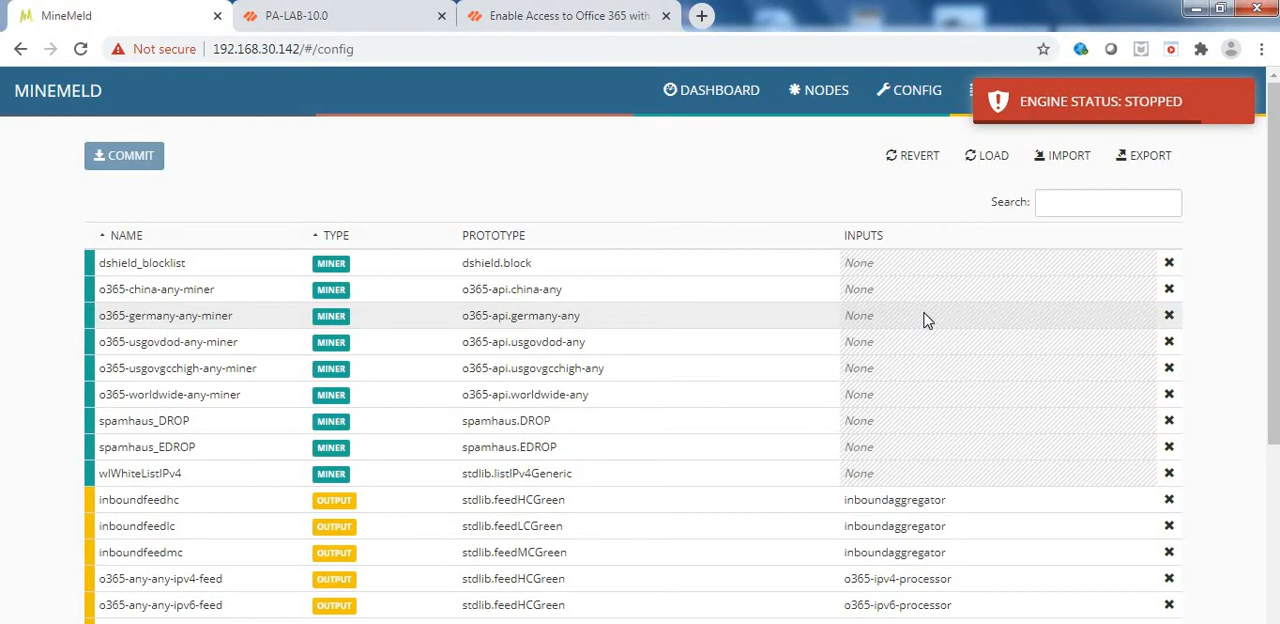 MineMeld
PA-LAB-10.0
Enable Access to Office 365 with
Not secure
192.168.30.142/#/config
MINEMELD
DASHBOARD
NODES
CONFIG
ENGINE STATUS: STOPPED
COMMIT
REVERT
LOAD
IMPORT
EXPORT
Search:
NAME TYPE PROTOTYPE INPUTS
dshield_blocklist MINER dshield.block None
o365-china-any-miner MINER o365-api.china-any None
o365-germany-any-miner MINER o365-api.germany-any None
o365-usgovdod-any-miner MINER o365-api.usgovdod-any None
o365-usgovgcchigh-any-miner MINER o365-api.usgovgcchigh-any None
o365-worldwide-any-miner MINER o365-api.worldwide-any None
spamhaus_DROP MINER spamhaus.DROP None
spamhaus_EDROP MINER spamhaus.EDROP None
wlWhiteListIPv4 MINER stdlib.listIPv4Generic None
inboundfeedhc OUTPUT stdlib.feedHCGreen inboundaggregator
inboundfeedlc OUTPUT stdlib.feedLCGreen inboundaggregator
inboundfeedmc OUTPUT stdlib.feedMCGreen inboundaggregator
o365-any-any-ipv4-feed OUTPUT stdlib.feedHCGreen o365-ipv4-processor
o365-any-any-ipv6-feed OUTPUT stdlib.feedHCGreen o365-ipv6-processor